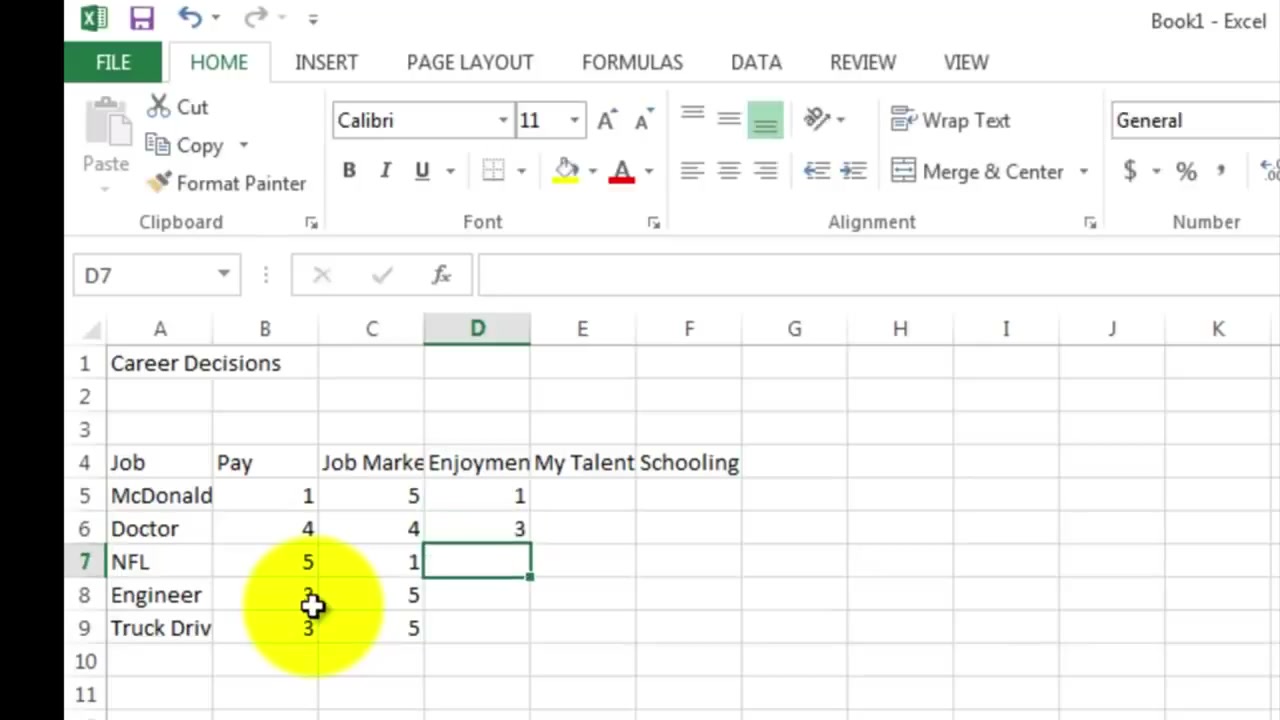 Book1 - Excel
FILE HOME INSERT PAGE LAYOUT FORMULAS DATA REVIEW VIEW
Cut
Copy
Paste
Format Painter
Calibri 11
B I U A
Wrap Text
Merge & Center
General
$ %
Clipboard Font Alignment Number
D7 fx
A B C D E F G H I J K
1 Career Decisions
2
3
4 Job Pay Job Marke Enjoymen My Talent Schooling
5 McDonald 1 5 1
6 Doctor 4 4 3
7 NFL 5 1
8 Engineer 5
9 Truck Driv 3 5
10
11